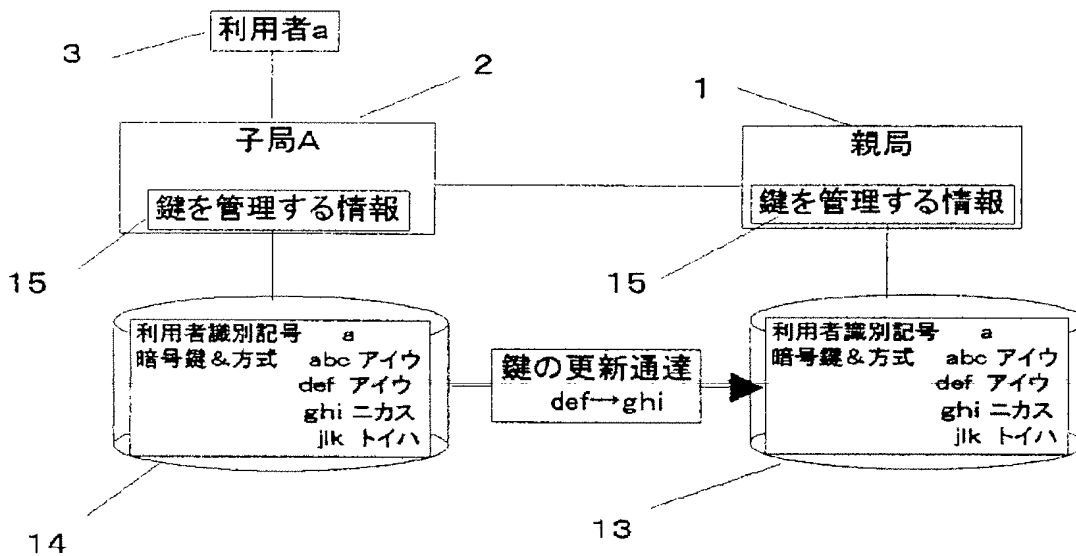 利用者a
3
2
1
子局A
鍵を管理する情報
15
親局
鍵を管理する情報
15
利用者識別記号 a
暗号鍵&方式 abc アイウ
def アイウ
ghi ニカス
jlk トイハ
14
鍵の更新通達
def→ghi
利用者識別記号 a
暗号鍵&方式 abc アイウ
def アイウ
ghi ニカス
jlk トイハ
13